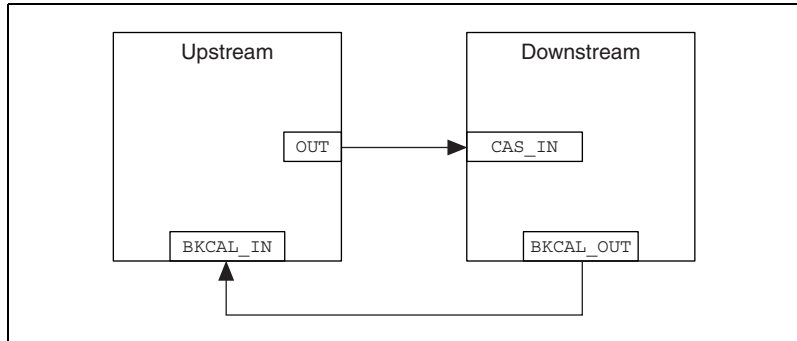 Upstream
Downstream
OUT
CAS_IN
BKCAL_IN
BKCAL_OUT